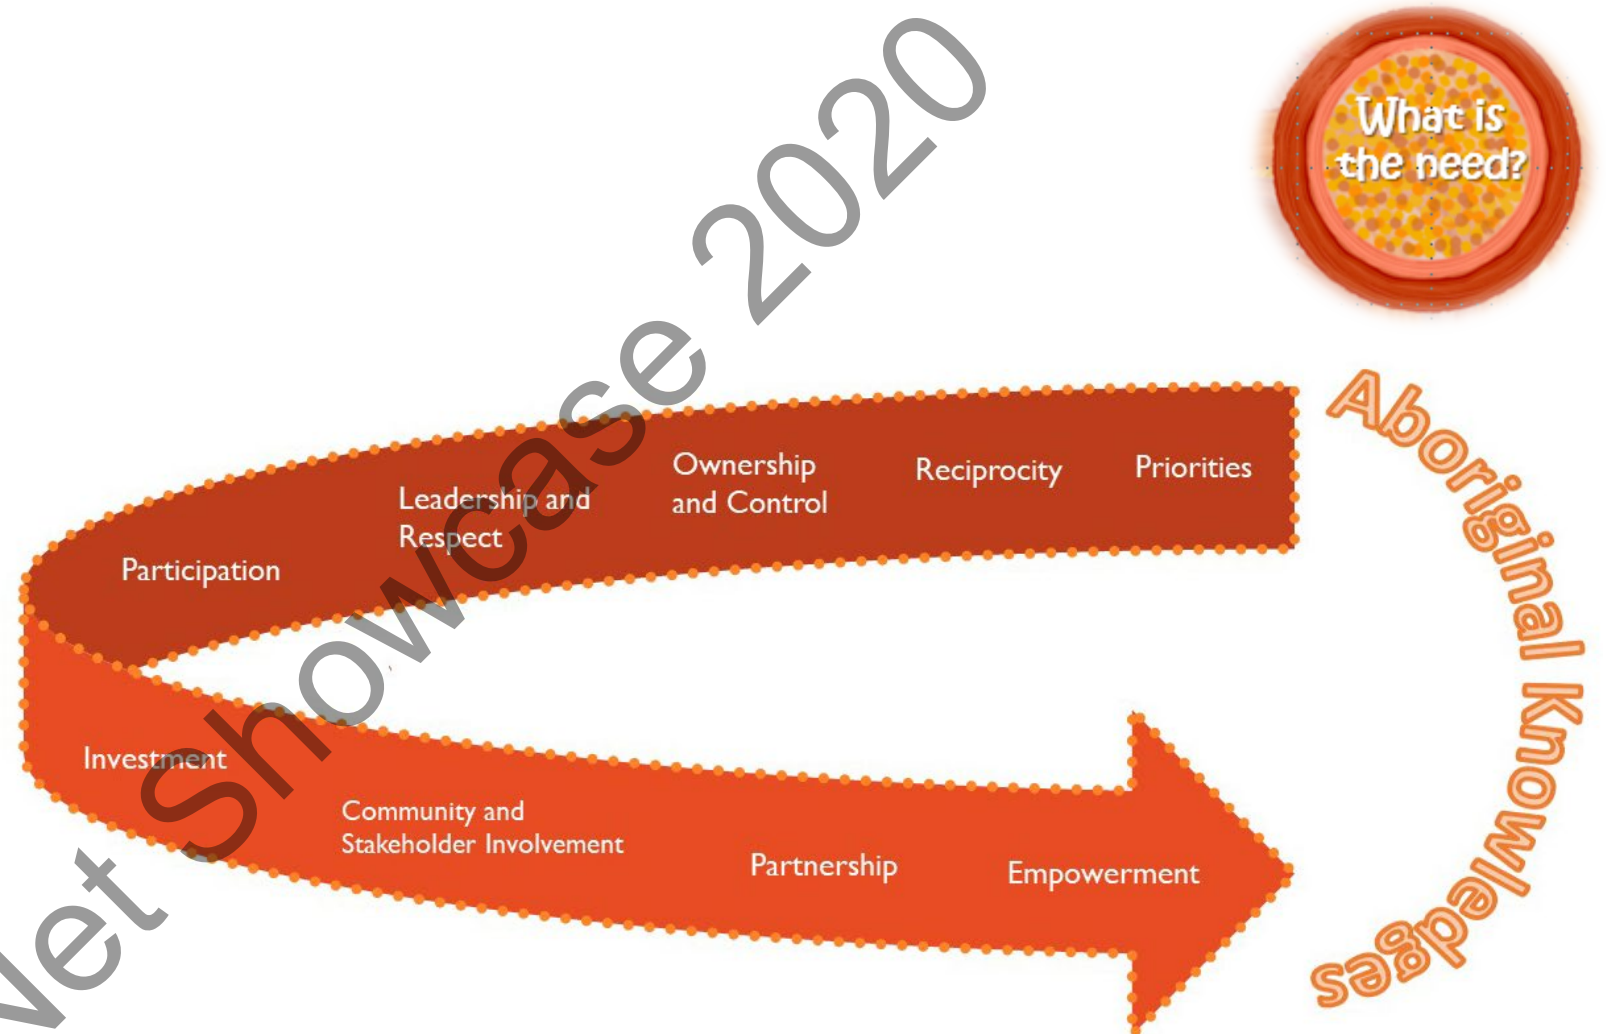 What is
the need?
Priorities
Reciprocity
Ownership
and Control
Leadership and
Respect
Participation
Investment
Community and
Stakeholder Involvement
Partnership
Empowerment
Aboriginal Knowledges
Showcase 2020